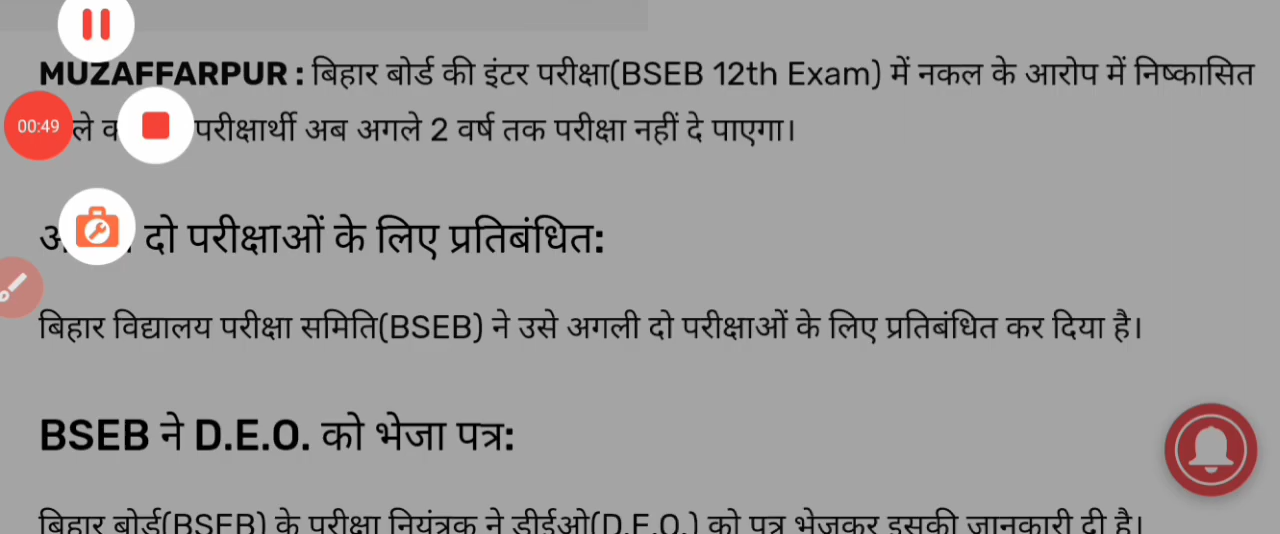 MUZAFFARPUR : बिहार बोर्ड की इंटर परीक्षा(BSEB 12th Exam) में नकल के आरोप में निष्कासित
00:49 परीक्षार्थी अब अगले 2 वर्ष तक परीक्षा नहीं दे पाएगा।
दो परीक्षाओं के लिए प्रतिबंधित:
बिहार विद्यालय परीक्षा समिति(BSEB) ने उसे अगली दो परीक्षाओं के लिए प्रतिबंधित कर दिया है।
BSEB ने D.E.O. को भेजा पत्र:
बिहार बोर्ड(BSEB) के परीक्षा नियंत्रक ने डीईओ(D.E.O.) को पत्र भेजकर इसकी जानकारी दी है।